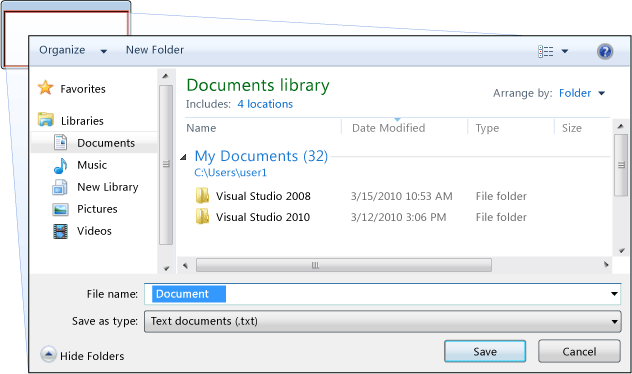 Organize New Folder
Favorites
Libraries
Documents
Music
New Library
Pictures
Videos
Documents library
Includes: 4 locations
Arrange by: Folder
Name Date Modified Type Size
My Documents (32)
C:\Users\user1
Visual Studio 2008 3/15/2010 10:53 AM File folder
Visual Studio 2010 3/12/2010 3:06 PM File folder
File name: Document
Save as type: Text documents (.txt)
Hide Folders Save Cancel